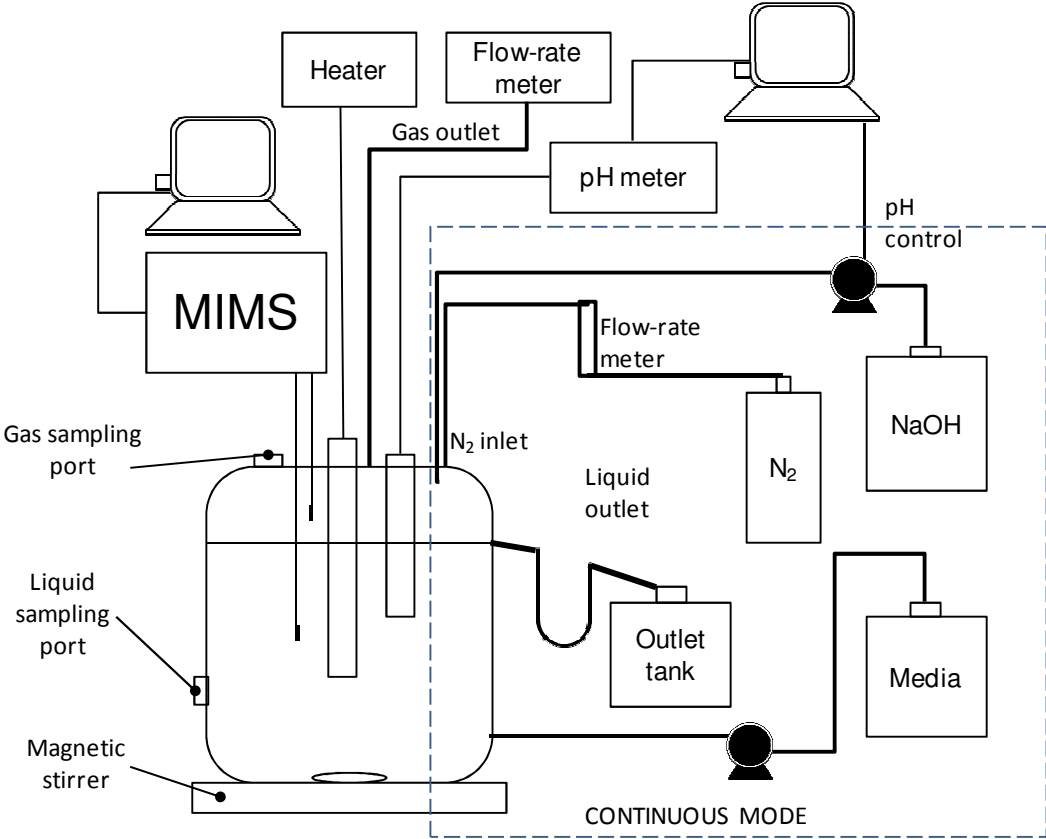 Heater
Flow-rate
meter
Gas outlet
pH meter
pH
control
MIMS
Flow-rate
meter
NaOH
Gas sampling
port
N₂ inlet
N₂
Liquid
outlet
Liquid
sampling
port
Outlet
tank
Media
Magnetic
stirrer
CONTINUOUS MODE